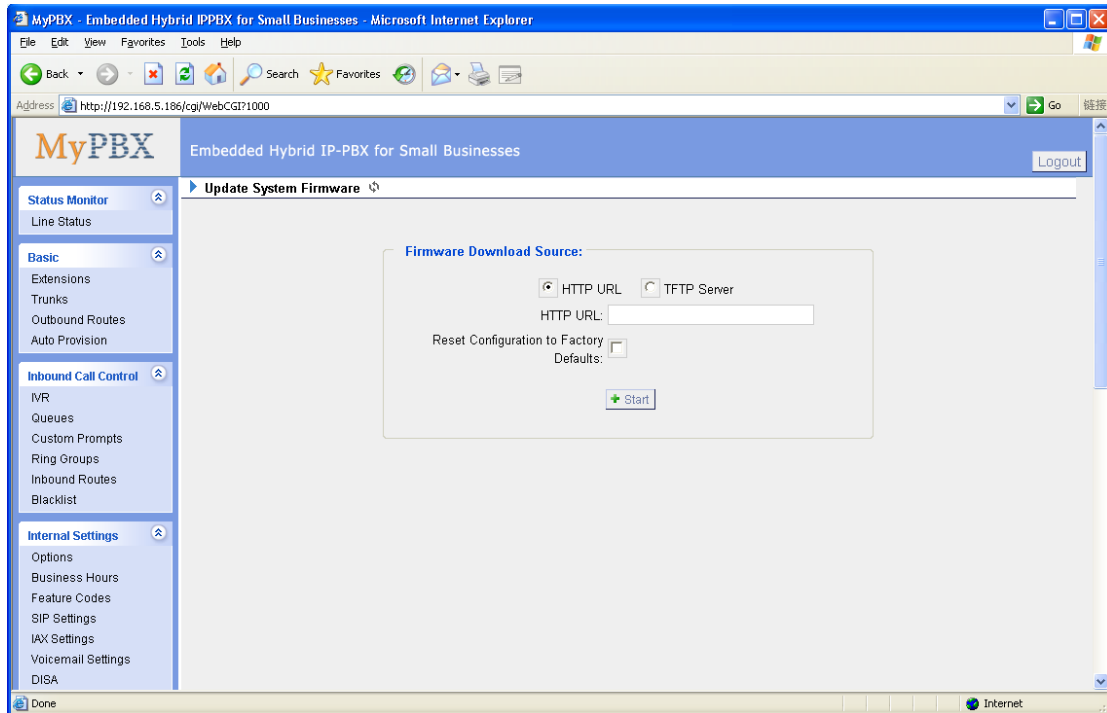 MyPBX - Embedded Hybrid IPPBX for Small Businesses - Microsoft Internet Explorer
File Edit View Favorites Tools Help
Back Search Favorites
Address http://192.168.5.186/cgi/WebCGI?1000 Go 链接
MyPBX Embedded Hybrid IP-PBX for Small Businesses
Logout
Update System Firmware
Status Monitor
Line Status
Basic
Extensions
Trunks
Outbound Routes
Auto Provision
Inbound Call Control
IVR
Queues
Custom Prompts
Ring Groups
Inbound Routes
Blacklist
Internal Settings
Options
Business Hours
Feature Codes
SIP Settings
IAX Settings
Voicemail Settings
DISA
Firmware Download Source:
HTTP URL TFTP Server
HTTP URL:
Reset Configuration to Factory
Defaults:
Start
Done Internet